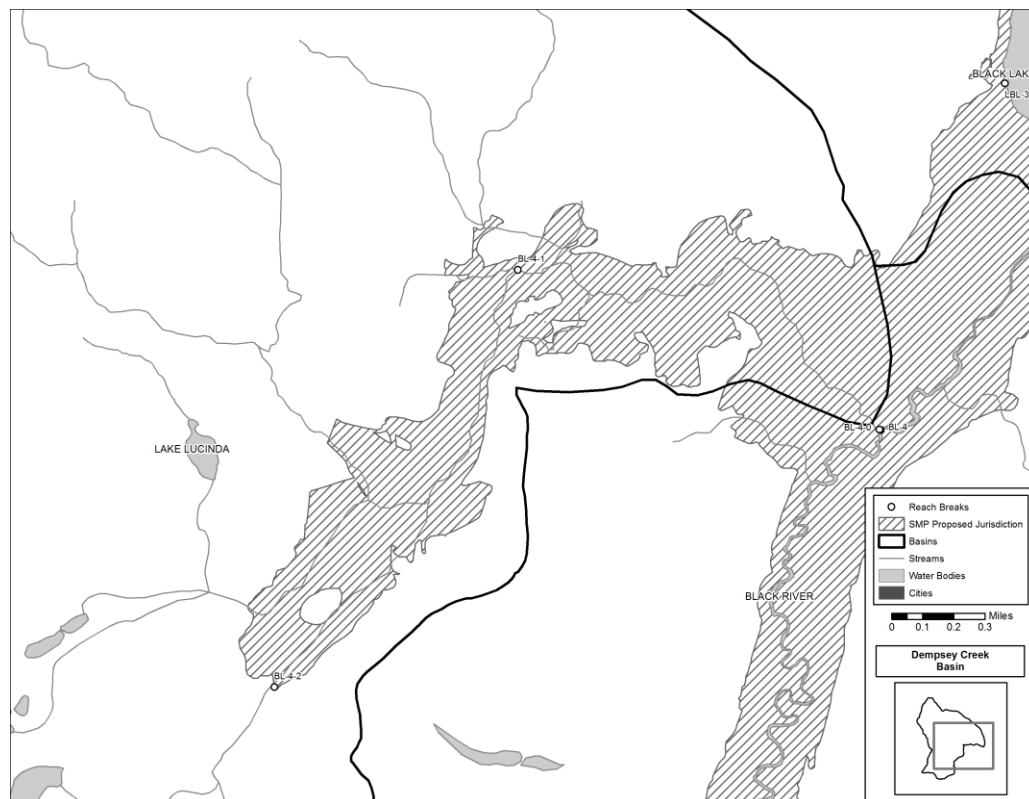 BLACK LAK
LBL-3
BL-4-1
LAKE LUCINDA
BL-4-0
BL-4
BLACK RIVER
BL-4-2
Reach Breaks
SMP Proposed Jurisdiction
Basins
Streams
Water Bodies
Cities
Miles
0 0.1 0.2 0.3
Dempsey Creek
Basin